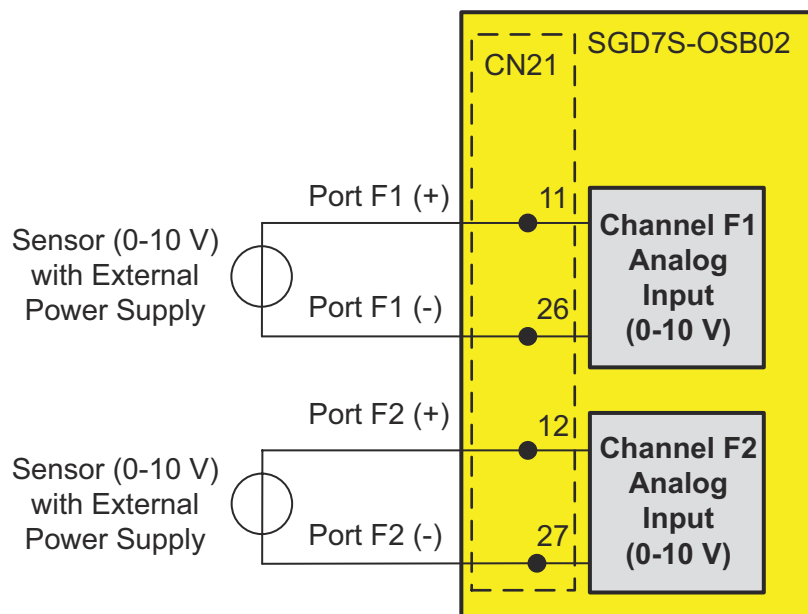 SGD7S-OSB02
CN21
Port F1 (+)
11
Sensor (0-10 V)
with External
Power Supply
Port F1 (-)
26
Channel F1
Analog
Input
(0-10 V)
Port F2 (+)
12
Sensor (0-10 V)
with External
Power Supply
Port F2 (-)
27
Channel F2
Analog
Input
(0-10 V)